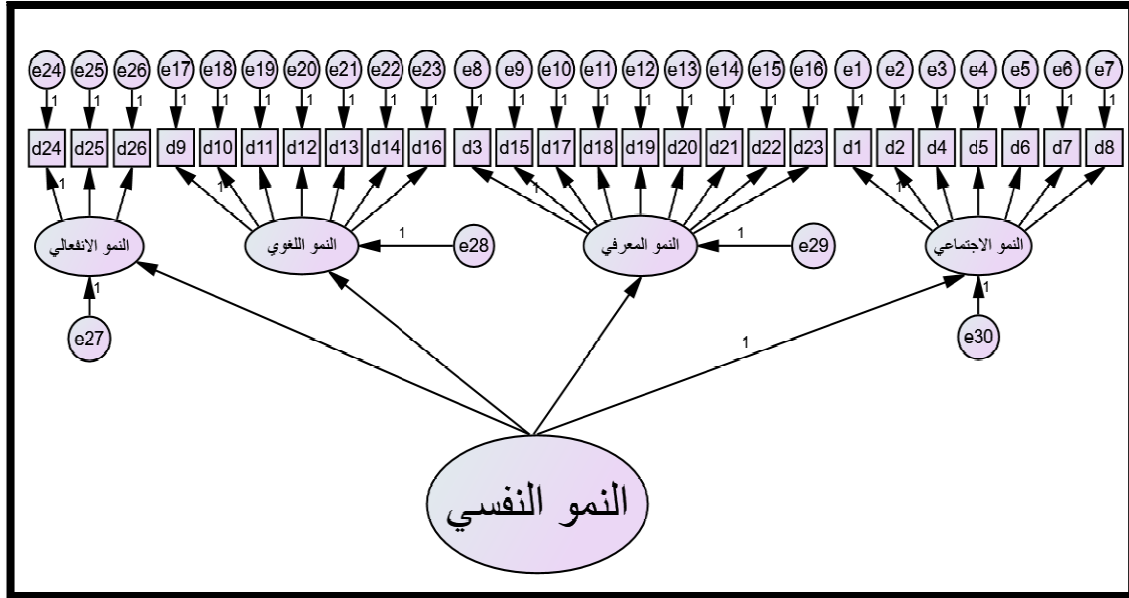 e24 e25 e26 e17 e18 e19 e20 e21 e22 e23 e8 e9 e10 e11 e12 e13 e14 e15 e16 e1 e2 e3 e4 e5 e6 e7
1 1 1 1 1 1 1 1 1 1 1 1 1 1 1 1 1 1 1 1 1 1 1 1 1 1
d24 d25 d26 d9 d10 d11 d12 d13 d14 d16 d3 d15 d17 d18 d19 d20 d21 d22 d23 d1 d2 d4 d5 d6 d7 d8
1 1 1 1
النمو الانفعالي
النمو اللغوي
1 e28
النمو المعرفي
1 e29
النمو الاجتماعي
1 1
e27 e30
1
النمو النفسي